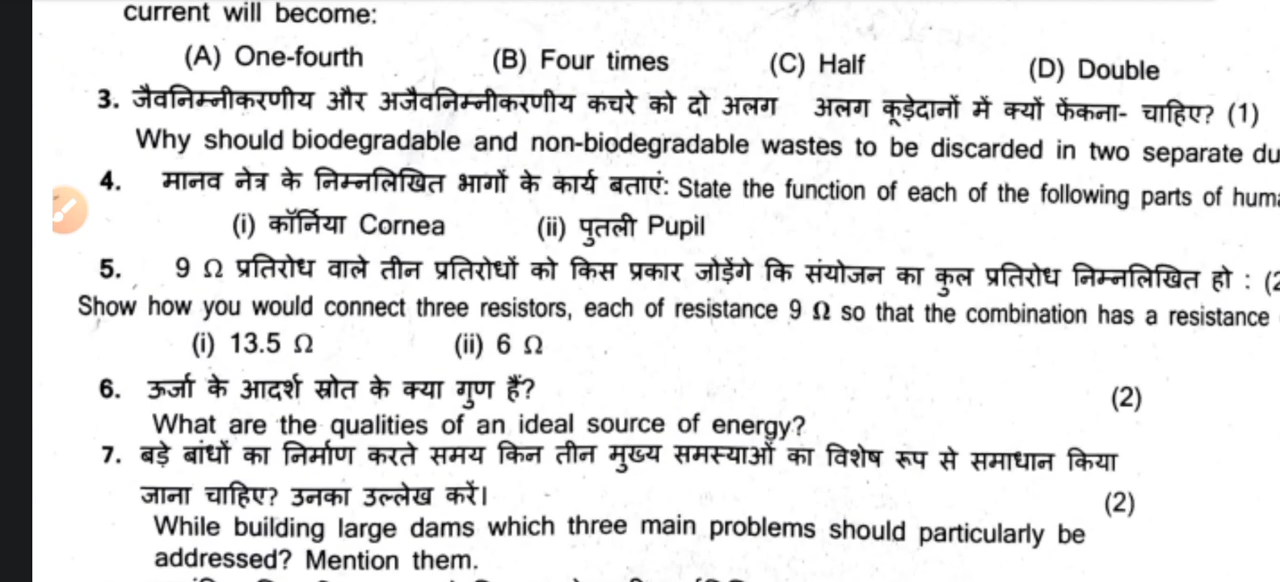 current will become:
(A) One-fourth (B) Four times (C) Half (D) Double
3. जैवनिम्नीकरणीय और अजैवनिम्नीकरणीय कचरे को दो अलग अलग कूड़ेदानों में क्यों फेंकना- चाहिए? (1)
Why should biodegradable and non-biodegradable wastes to be discarded in two separate du
4. मानव नेत्र के निम्नलिखित भागों के कार्य बताएं: State the function of each of the following parts of huma
(i) कॉर्निया Cornea (ii) पुतली Pupil
5. 9 Ω प्रतिरोध वाले तीन प्रतिरोधों को किस प्रकार जोड़ेंगे कि संयोजन का कुल प्रतिरोध निम्नलिखित हो : (2
Show how you would connect three resistors, each of resistance 9 Ω so that the combination has a resistance
(i) 13.5 Ω (ii) 6 Ω
6. ऊर्जा के आदर्श स्रोत के क्या गुण हैं? (2)
What are the qualities of an ideal source of energy?
7. बड़े बांधों का निर्माण करते समय किन तीन मुख्य समस्याओं का विशेष रूप से समाधान किया
जाना चाहिए? उनका उल्लेख करें। (2)
While building large dams which three main problems should particularly be
addressed? Mention them.